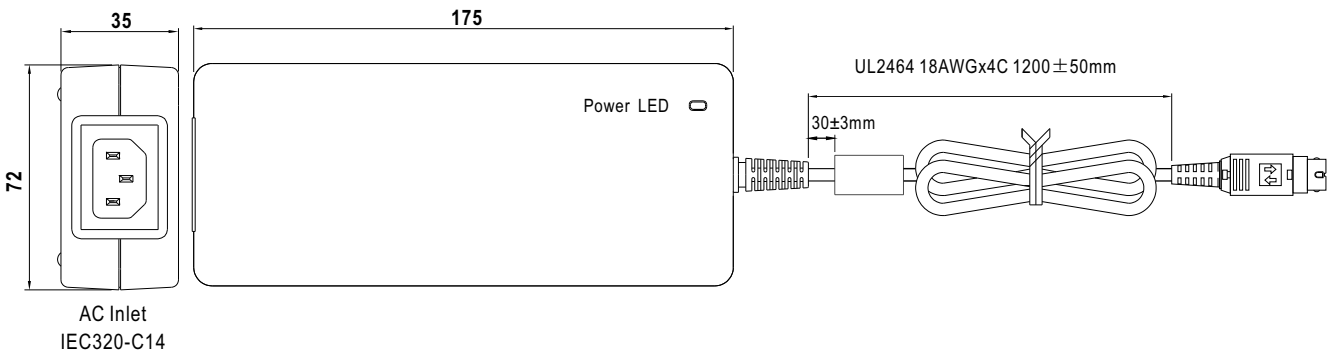 35
175
UL2464 18AWGx4C 1200±50mm
Power LED
30±3mm
72
AC Inlet
IEC320-C14